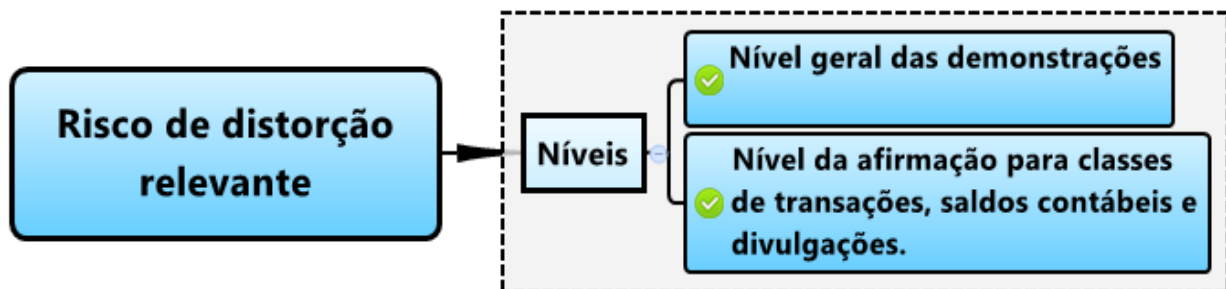 Risco de distorção
relevante
Níveis
Nível geral das demonstrações
Nível da afirmação para classes
de transações, saldos contábeis e
divulgações.